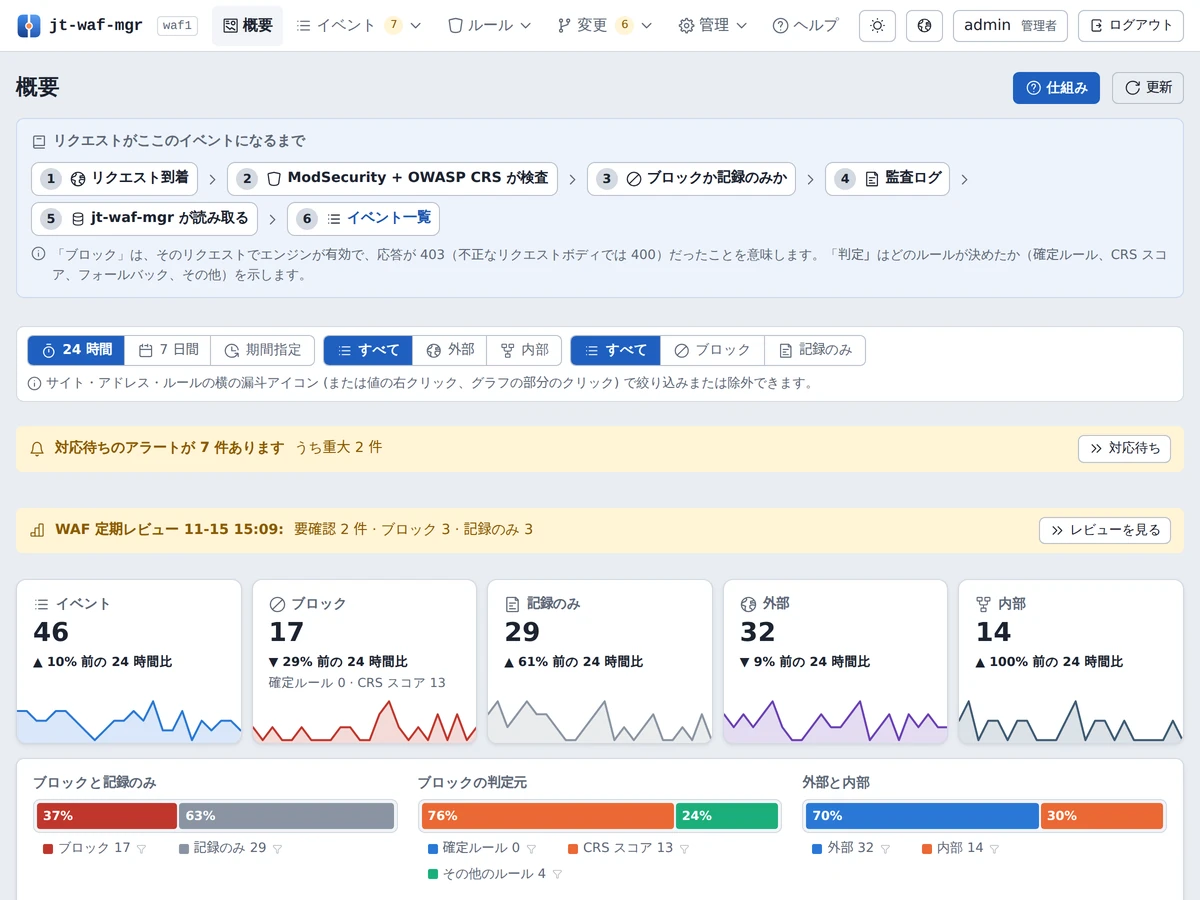 jt-waf-mgr waf1 概要 イベント 7 ルール 変更 6 管理 ヘルプ admin 管理者 ログアウト
概要 仕組み 更新
リクエストがここのイベントになるまで
1 リクエスト到着 2 ModSecurity + OWASP CRS が検査 3 ブロックか記録のみか 4 監査ログ
5 jt-waf-mgr が読み取る 6 イベント一覧
「ブロック」は、そのリクエストでエンジンが有効で、応答が 403（不正なリクエストボディでは 400）だったことを意味します。「判定」はどのルールが決めたか（確定ルール、CRS スコ
ア、フォールバック、その他）を示します。
24 時間 7 日間 期間指定 すべて 外部 内部 すべて ブロック 記録のみ
サイト・アドレス・ルールの横の漏斗アイコン (または値の右クリック、グラフの部分のクリック) で絞り込みまたは除外できます。
対応待ちのアラートが 7 件あります うち重大 2 件 対応待ち
WAF 定期レビュー 11-15 15:09: 要確認 2 件 · ブロック 3 · 記録のみ 3 レビューを見る
イベント ブロック 記録のみ 外部 内部
46 17 29 32 14
▲ 10% 前の 24 時間比 ▼ 29% 前の 24 時間比 ▲ 61% 前の 24 時間比 ▼ 9% 前の 24 時間比 ▲ 100% 前の 24 時間比
確定ルール 0 · CRS スコア 13
ブロックと記録のみ ブロックの判定元 外部と内部
37% 63% 76% 24% 70% 30%
ブロック 17 記録のみ 29 確定ルール 0 CRS スコア 13 外部 32 内部 14
その他のルール 4